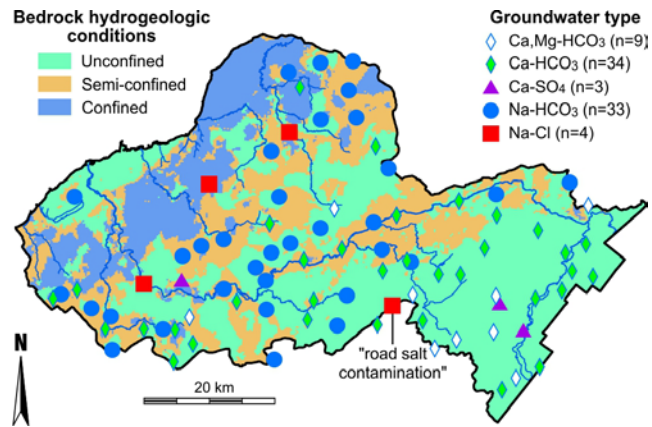 Bedrock hydrogeologic
conditions
Unconfined
Semi-confined
Confined
Groundwater type
Ca,Mg-HCO₃ (n=9)
Ca-HCO₃ (n=34)
Ca-SO₄ (n=3)
Na-HCO₃ (n=33)
Na-Cl (n=4)
"road salt
contamination"
N
20 km